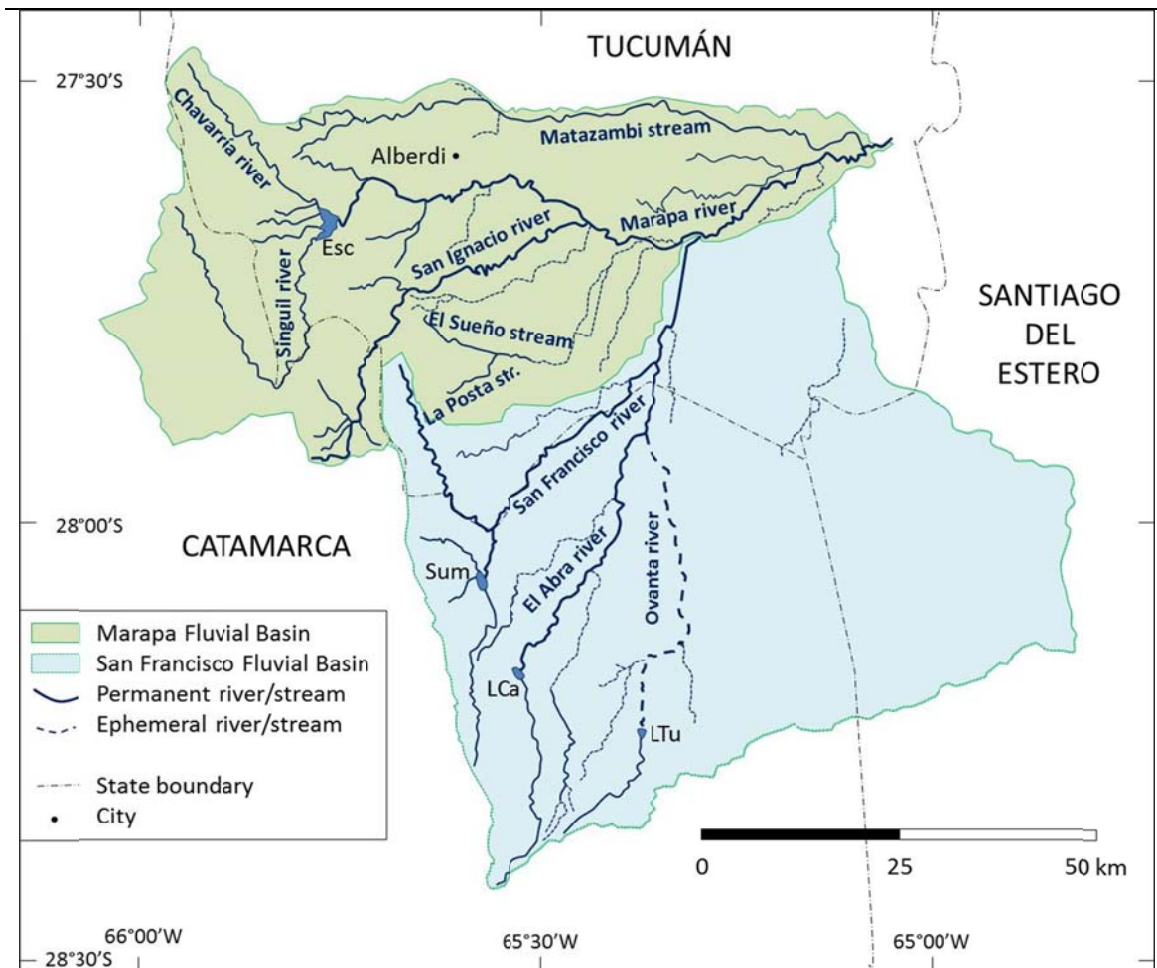 TUCUMÁN
27°30'S
Chavarría river
Matazambi stream
Alberdi
Marapa river
San Ignacio river
Esc
Singuil river
SANTIAGO
DEL
ESTERO
El Sueño stream
La Posta str.
San Francisco river
28°00'S
CATAMARCA
Sum
El Abra river
Ovanta river
LCa
LTu
Marapa Fluvial Basin
San Francisco Fluvial Basin
Permanent river/stream
Ephemeral river/stream
State boundary
City
0 25 50 km
66°00'W
65°30'W
65°00'W
28°30'S